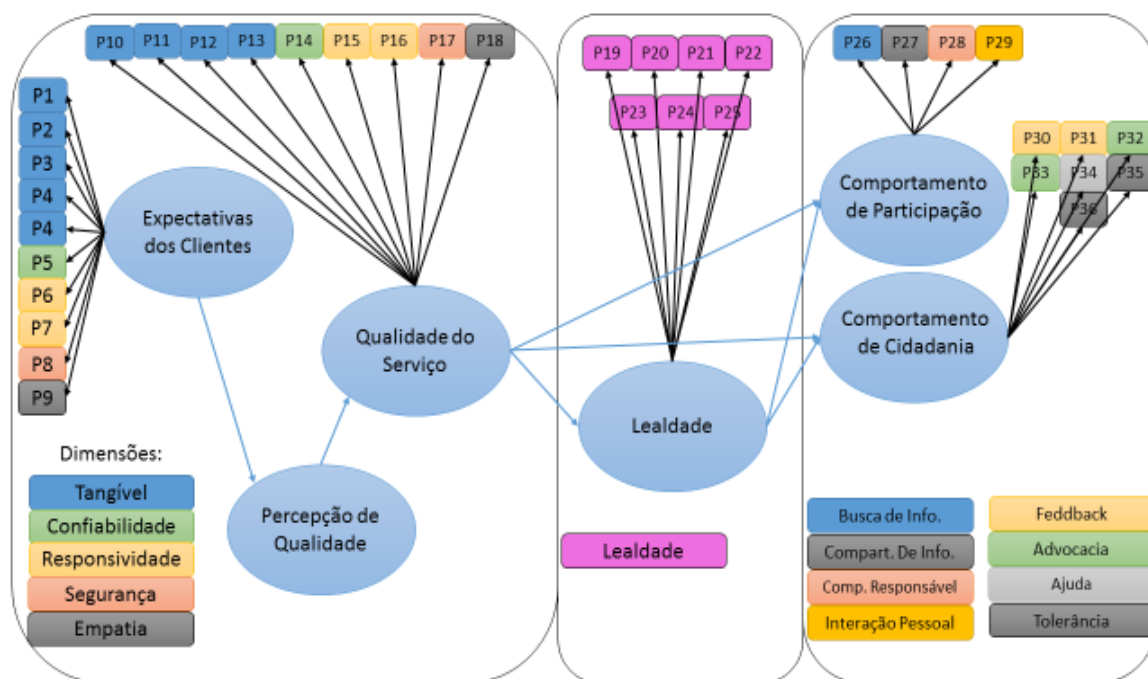 P10 P11 P12 P13 P14 P15 P16 P17 P18
P1
P2
P3
P4
P4
P5
P6
P7
P8
P9
Expectativas
dos Clientes
Qualidade do
Serviço
Percepção de
Qualidade
Dimensões:
Tangível
Confiabilidade
Responsividade
Segurança
Empatia
P19 P20 P21 P22
P23 P24 P25
Lealdade
Lealdade
P26 P27 P28 P29
Comportamento
de Participação
P30 P31 P32
P33 P34 P35
P36
Comportamento
de Cidadania
Busca de Info.
Compart. De Info.
Comp. Responsável
Interação Pessoal
Feddback
Advocacia
Ajuda
Tolerância